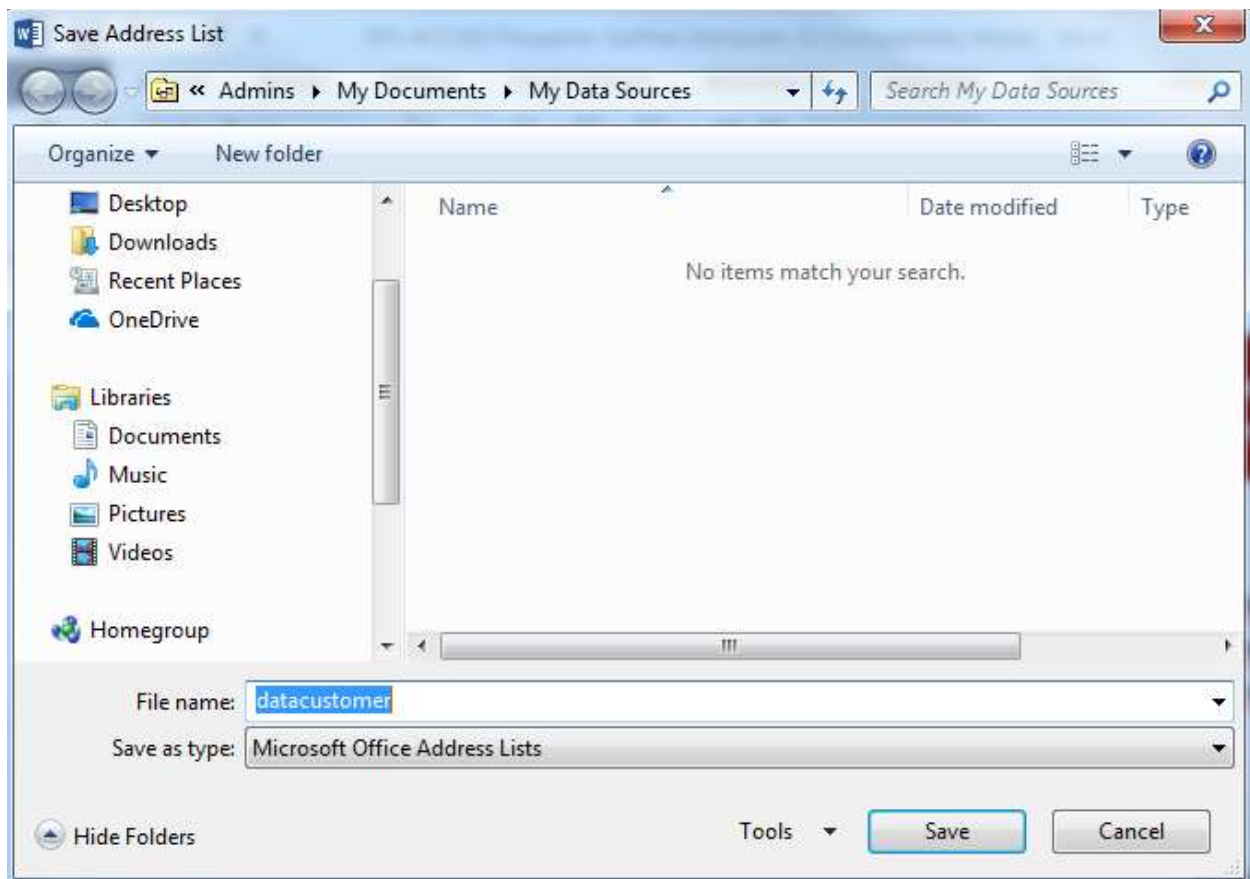 Save Address List
« Admins ▸ My Documents ▸ My Data Sources
Search My Data Sources
Organize ▾ New folder
Desktop
Downloads
Recent Places
OneDrive
Libraries
Documents
Music
Pictures
Videos
Homegroup
Name Date modified Type
No items match your search.
File name: datacustomer
Save as type: Microsoft Office Address Lists
Hide Folders Tools ▾ Save Cancel